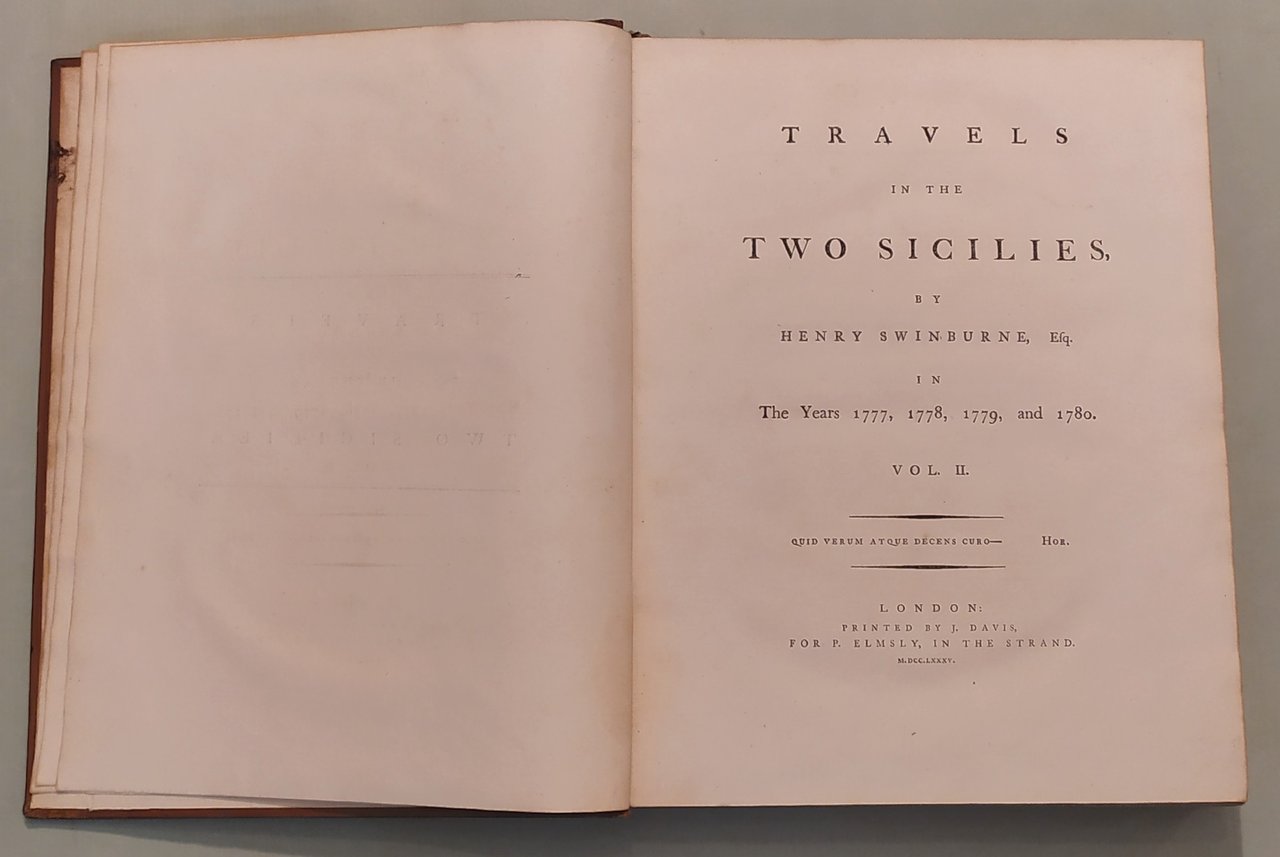 TRAVELS
IN THE
TWO SICILIES,
BY
HENRY SWINBURNE, Eſq.
IN
The Years 1777, 1778, 1779, and 1780.
VOL. II.
QUID VERUM ATQUE DECENS CURO— HOR.
LONDON:
PRINTED BY J. DAVIS,
FOR P. ELMSLY, IN THE STRAND.
M.DCC.LXXXV.